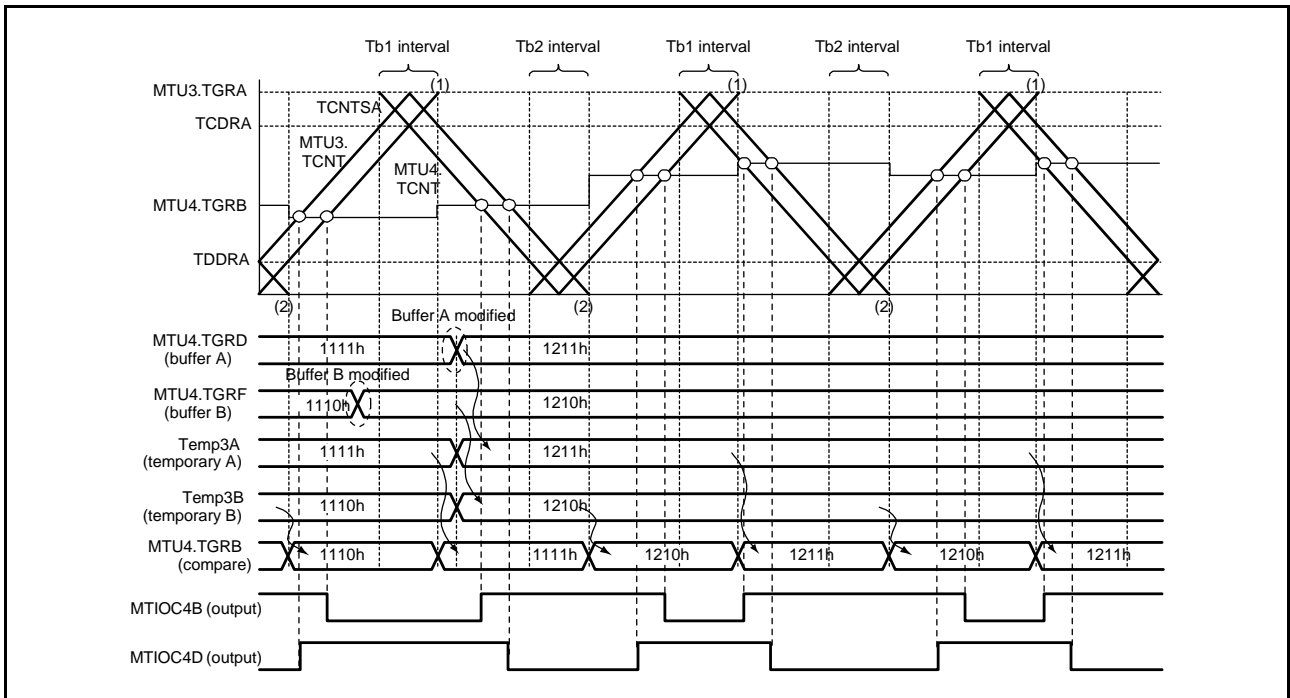 Tb1 interval Tb2 interval Tb1 interval Tb2 interval Tb1 interval
MTU3.TGRA
(1) (1) (1)
TCNTSA
TCDRA
MTU3.
TCNT
MTU4.
TCNT
MTU4.TGRB
TDDRA
(2) (2) (2)
Buffer A modified
MTU4.TGRD
(buffer A)
1111h 1211h
Buffer B modified
MTU4.TGRF
(buffer B)
1110h 1210h
Temp3A
(temporary A)
1111h 1211h
Temp3B
(temporary B)
1110h 1210h
MTU4.TGRB
(compare)
1110h 1111h 1210h 1211h 1210h 1211h
MTIOC4B (output)
MTIOC4D (output)